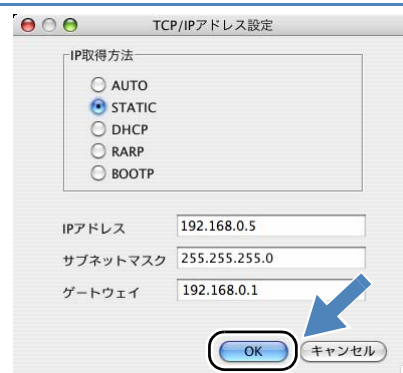 TCP/IPアドレス設定
IP取得方法
AUTO
STATIC
DHCP
RARP
BOOTP
IPアドレス 192.168.0.5
サブネットマスク 255.255.255.0
ゲートウェイ 192.168.0.1
OK キャンセル